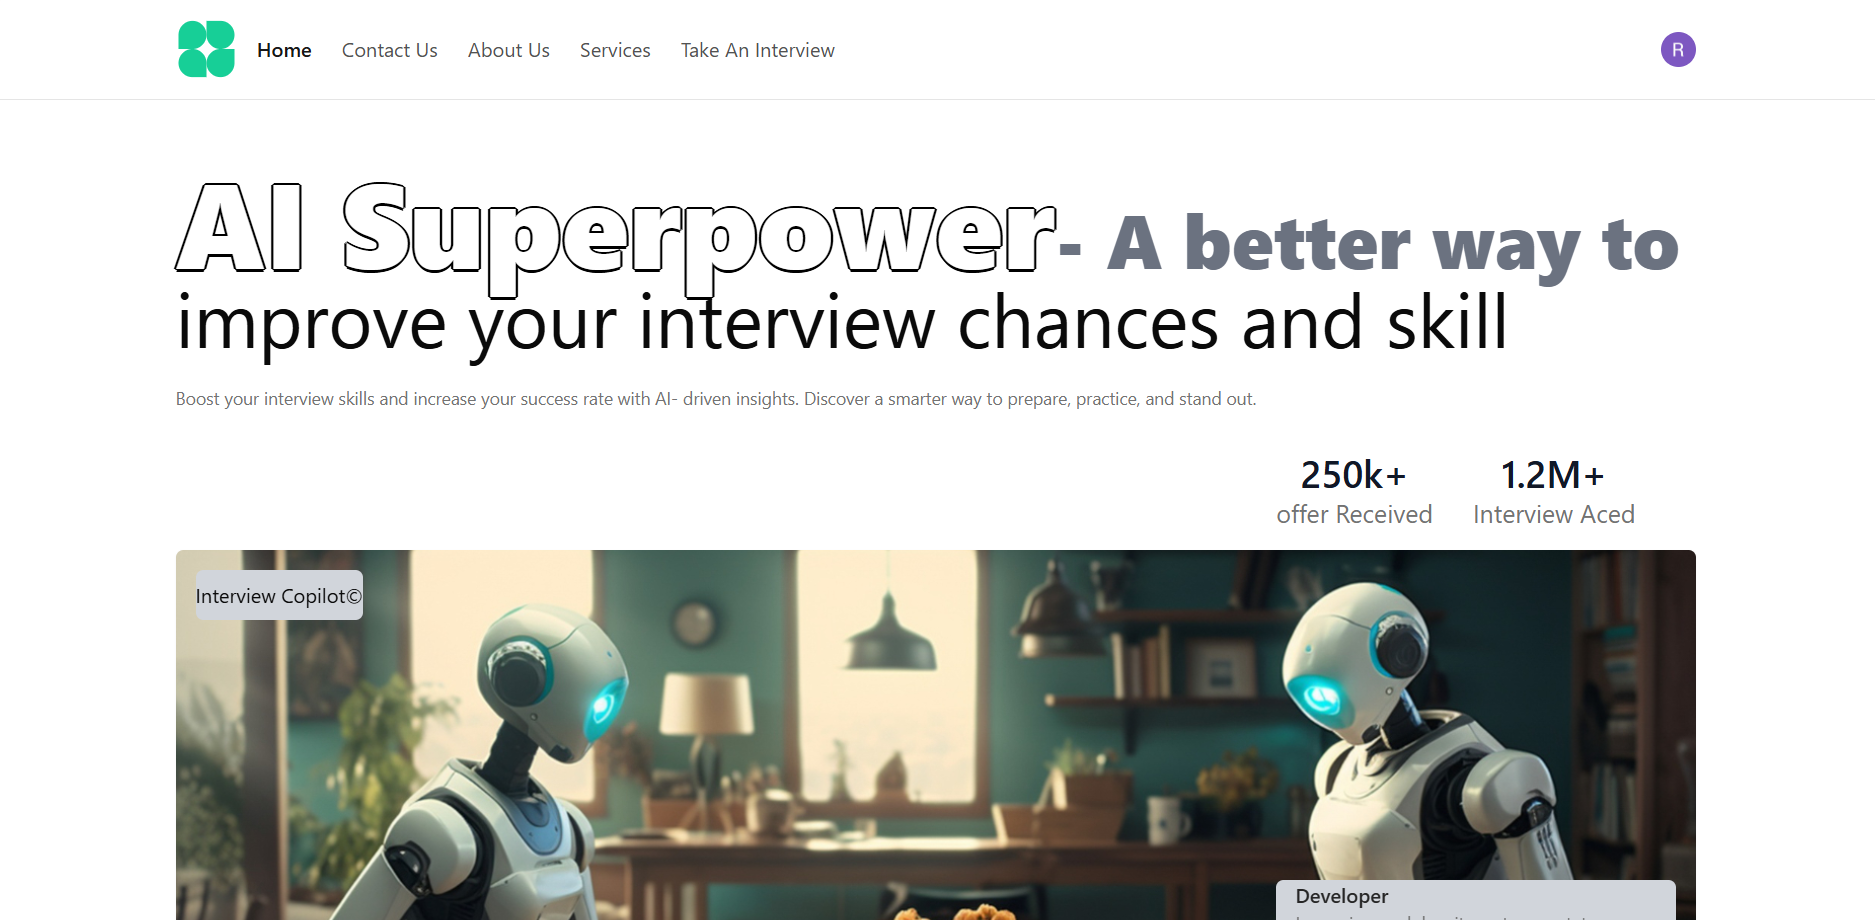 Home Contact Us About Us Services Take An Interview R
AI Superpower- A better way to
improve your interview chances and skill
Boost your interview skills and increase your success rate with AI- driven insights. Discover a smarter way to prepare, practice, and stand out.
250k+ 1.2M+
offer Received Interview Aced
Interview Copilot©
Developer